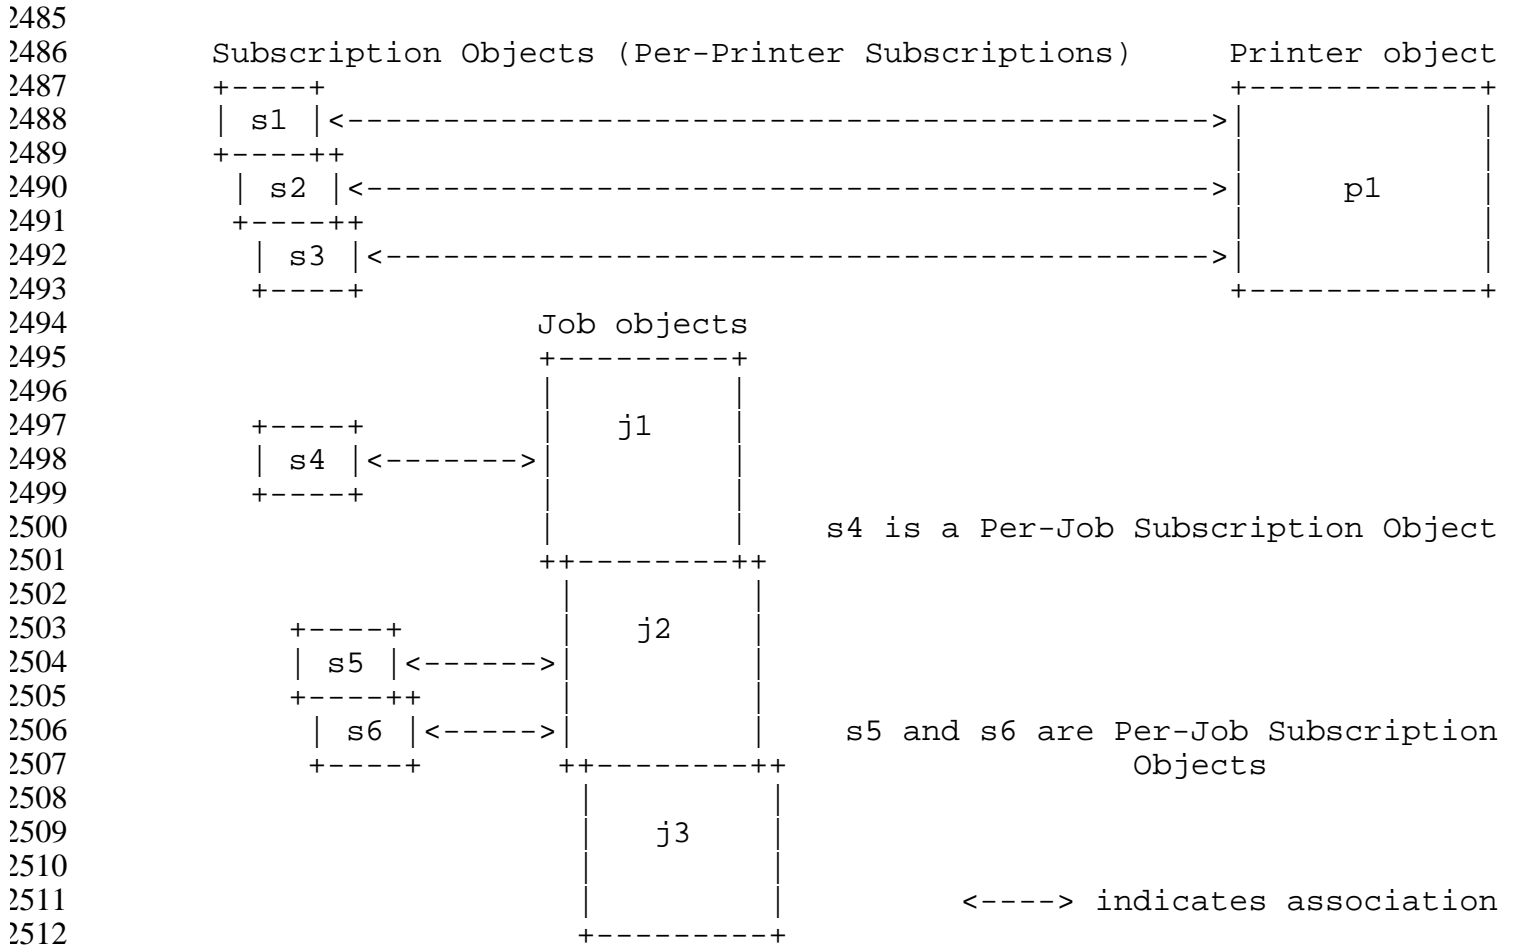 2485
2486 Subscription Objects (Per-Printer Subscriptions) Printer object
2487 +----+ +------------+
2488 | s1 |<--------------------------------------------->| |
2489 +----++ | |
2490 | s2 |<-------------------------------------------->| p1 |
2491 +----++ | |
2492 | s3 |<------------------------------------------->| |
2493 +----+ +------------+
2494 Job objects
2495 +---------+
2496 | |
2497 +----+ | j1 |
2498 | s4 |<------->| |
2499 +----+ | |
2500 | | s4 is a Per-Job Subscription Object
2501 ++--------++
2502 | |
2503 +----+ | j2 |
2504 | s5 |<------>| |
2505 +----++ | |
2506 | s6 |<----->| | s5 and s6 are Per-Job Subscription
2507 +----+ ++--------++ Objects
2508 | |
2509 | j3 |
2510 | |
2511 | | <----> indicates association
2512 +---------+